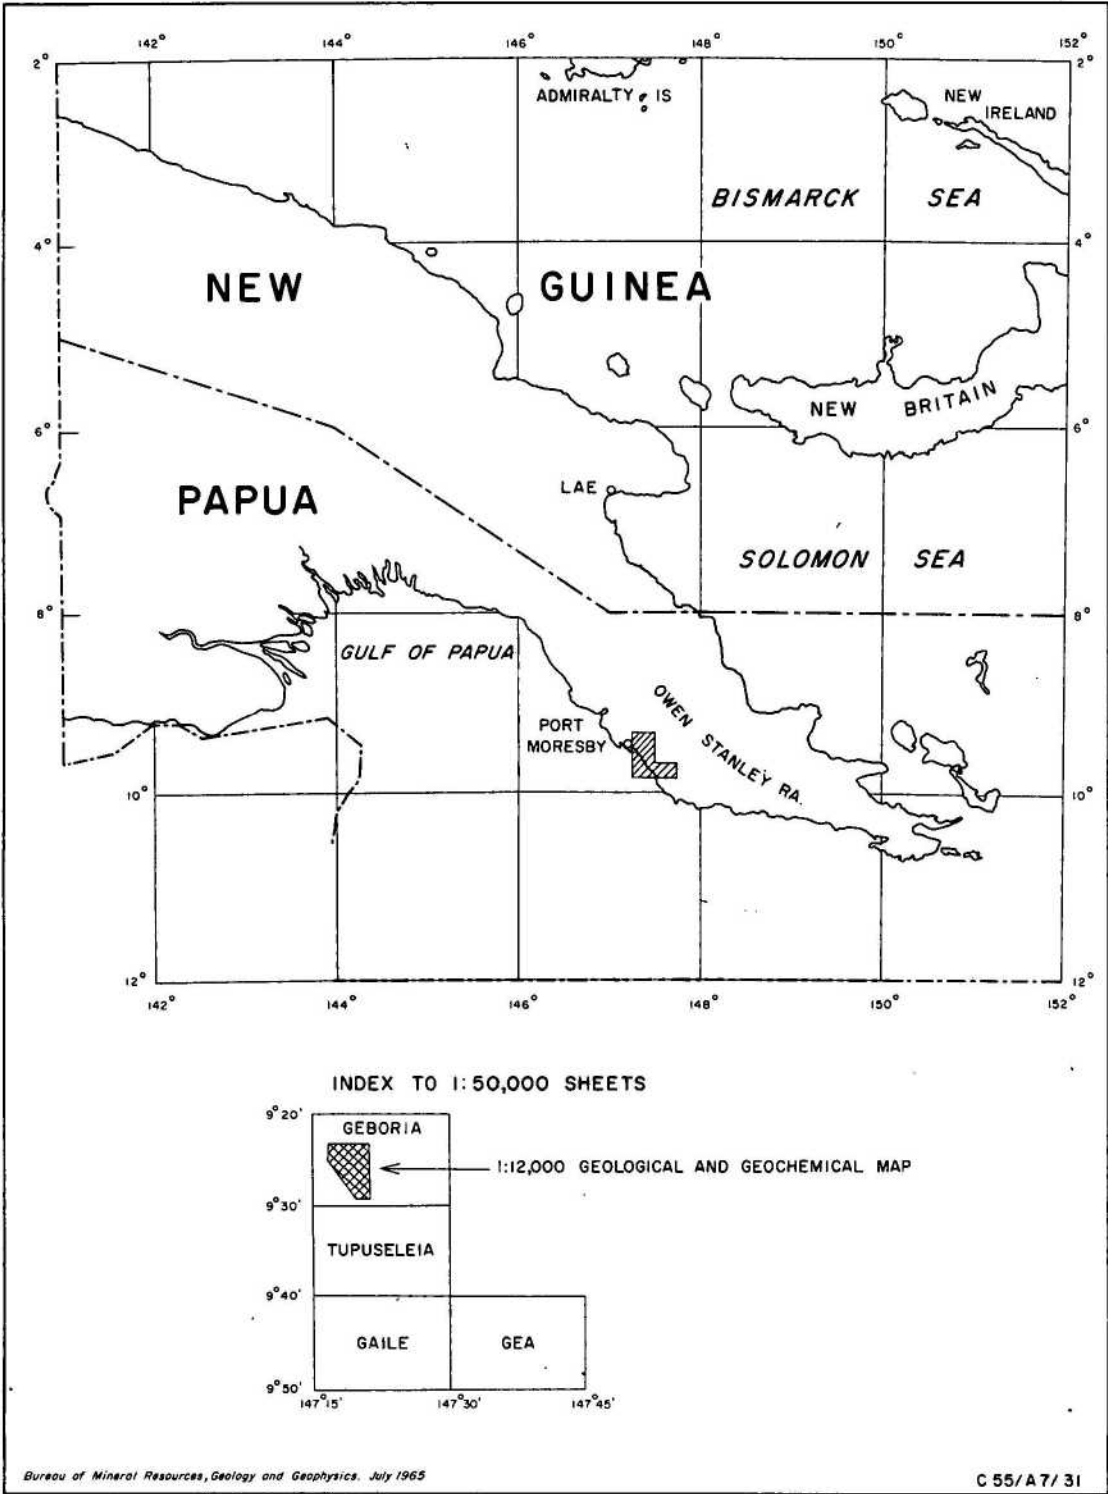 142° 144° 146° 148° 150° 152°
2° 2°
ADMIRALTY IS
NEW
IRELAND
BISMARCK SEA
4° 4°
NEW GUINEA
NEW BRITAIN
6° 6°
LAE
PAPUA
SOLOMON SEA
8° 8°
GULF OF PAPUA
OWEN STANLEY RA.
PORT
MORESBY
10° 10°
12° 12°
142° 144° 146° 148° 150° 152°
INDEX TO 1:50,000 SHEETS
9°20'
GEBORIA
1:12,000 GEOLOGICAL AND GEOCHEMICAL MAP
9°30'
TUPUSELEIA
9°40'
GAILE GEA
9°50'
147°15' 147°30' 147°45'
Bureau of Mineral Resources, Geology and Geophysics. July 1965
C 55/A7/31